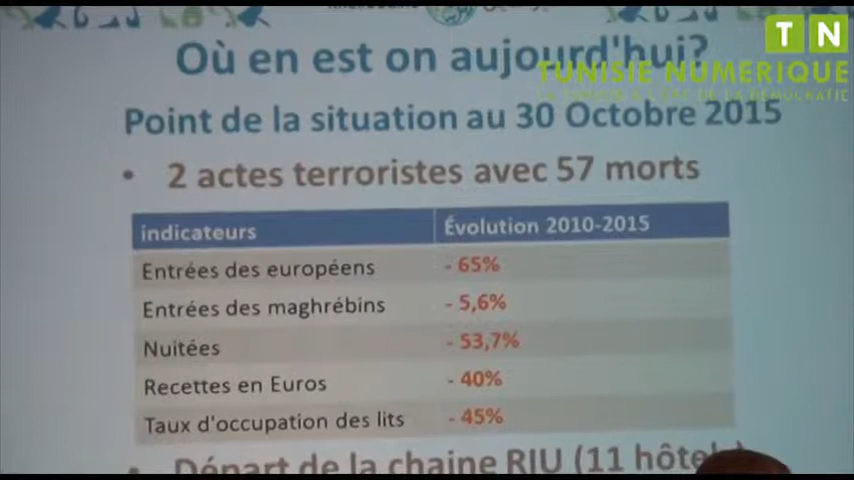 TN
TUNISIE NUMERIQUE
Où en est on aujourd'hui?
Point de la situation au 30 Octobre 2015
• 2 actes terroristes avec 57 morts
indicateurs Évolution 2010-2015
Entrées des européens - 65%
Entrées des maghrébins - 5,6%
Nuitées - 53,7%
Recettes en Euros - 40%
Taux d'occupation des lits - 45%
• Départ de la chaine RIU (11